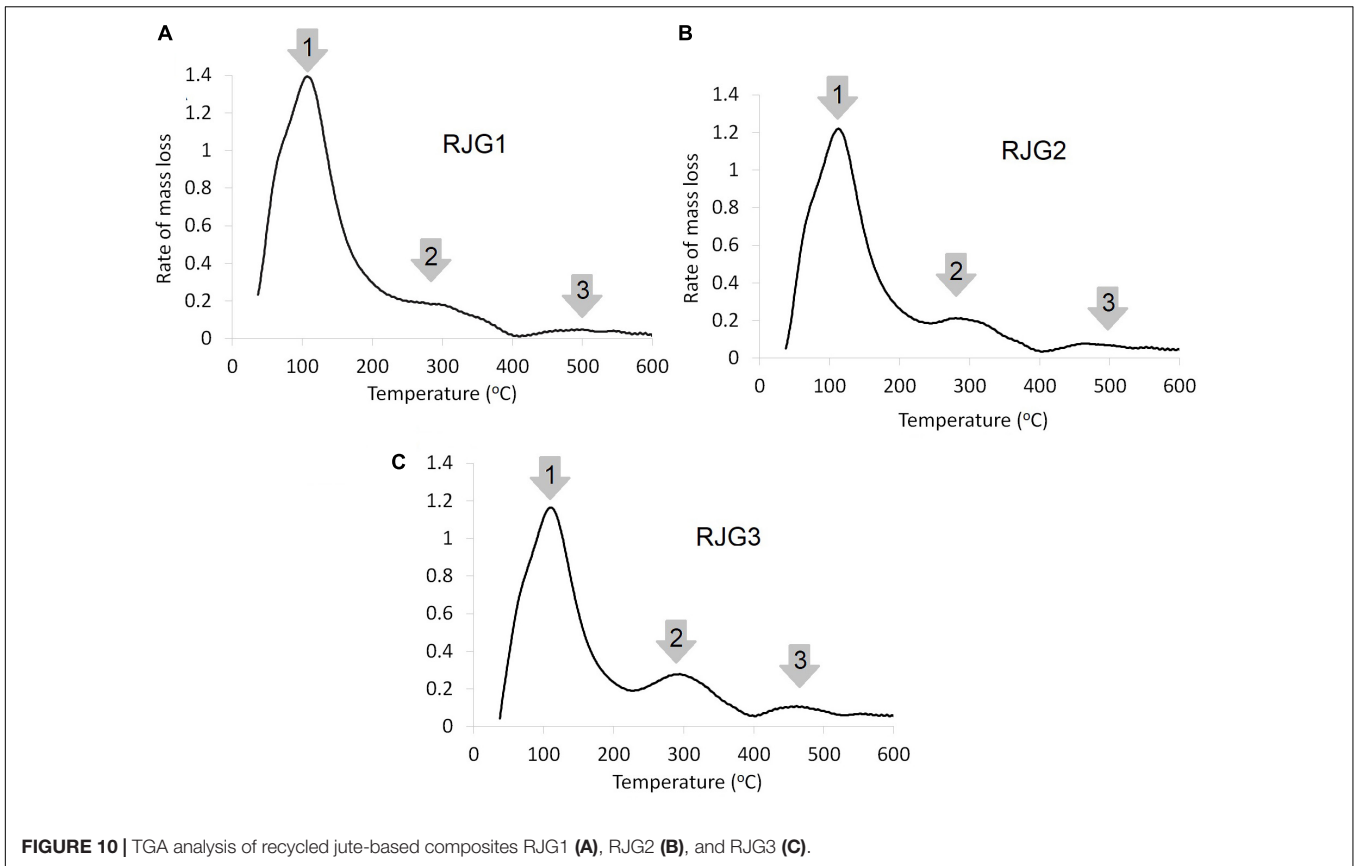 A
1
1.4
1.2
1
0.8
0.6
0.4
0.2
0
Rate of mass loss
RJG1
2
3
0 100 200 300 400 500 600
Temperature (°C)
B
1
1.4
1.2
1
0.8
0.6
0.4
0.2
0
Rate of mass loss
RJG2
2
3
0 100 200 300 400 500 600
Temperature (°C)
C
1
1.4
1.2
1
0.8
0.6
0.4
0.2
0
RJG3
2
3
0 100 200 300 400 500 600
Temperature (°C)
FIGURE 10 | TGA analysis of recycled jute-based composites RJG1 (A), RJG2 (B), and RJG3 (C).